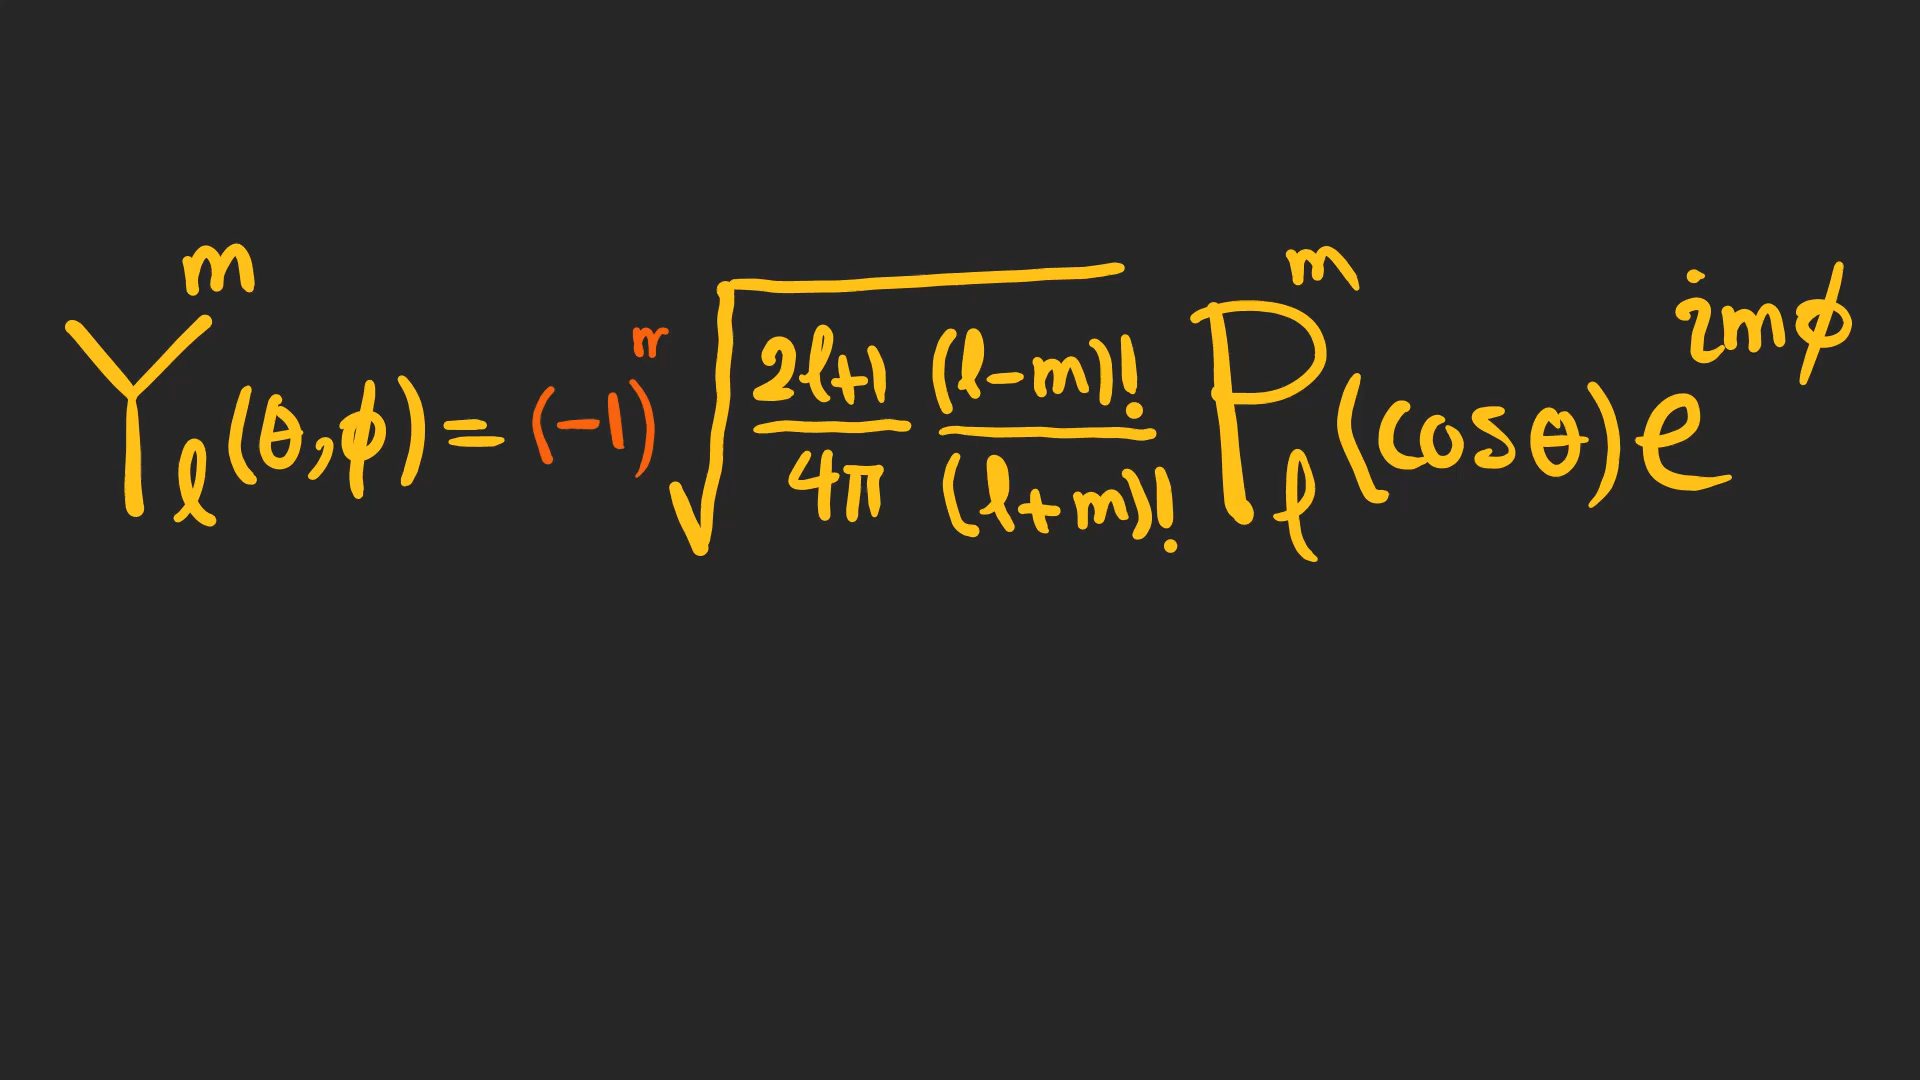 Y_ℓ^m(θ,ϕ) = (-1)^m √((2ℓ+1)/(4π) (ℓ-m)!/(ℓ+m)!) P_ℓ^m(cosθ) e^{imϕ}